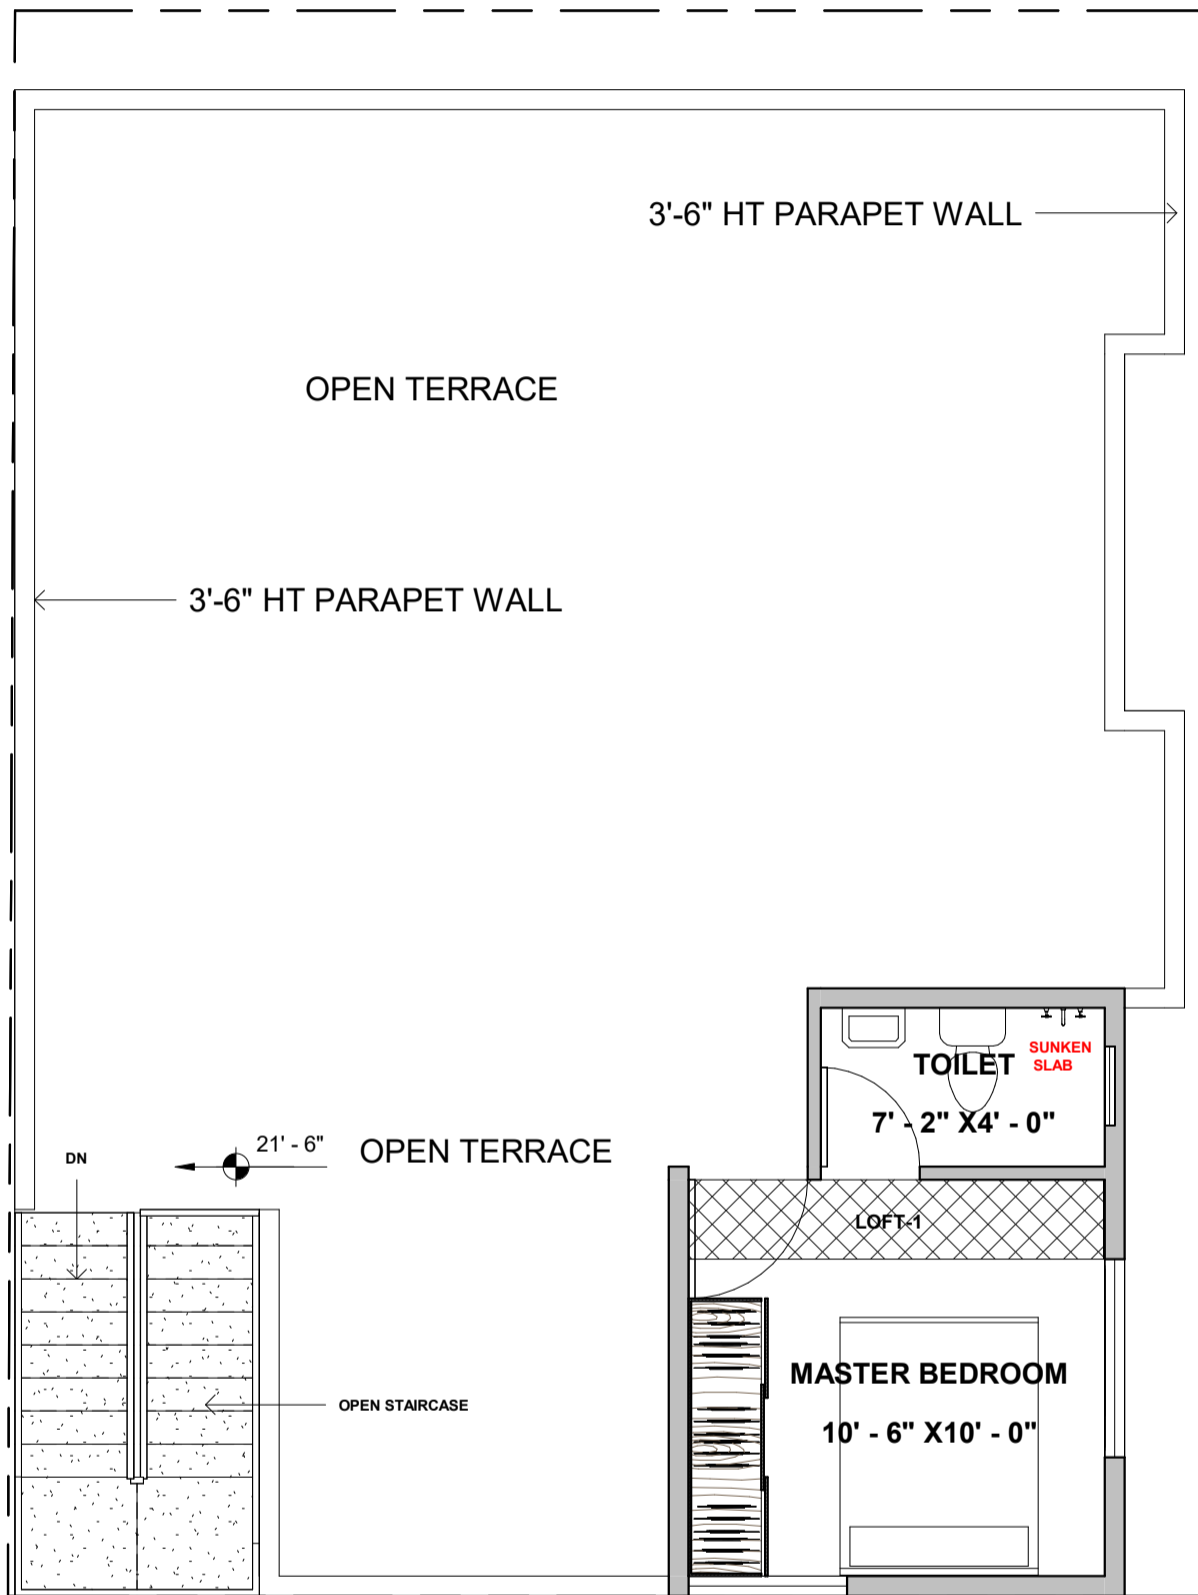 3'-6" HT PARAPET WALL
OPEN TERRACE
3'-6" HT PARAPET WALL
SUNKEN
SLAB
TOILET
7' - 2" X4' - 0"
21' - 6"
OPEN TERRACE
DN
LOFT-1
MASTER BEDROOM
10' - 6" X10' - 0"
OPEN STAIRCASE